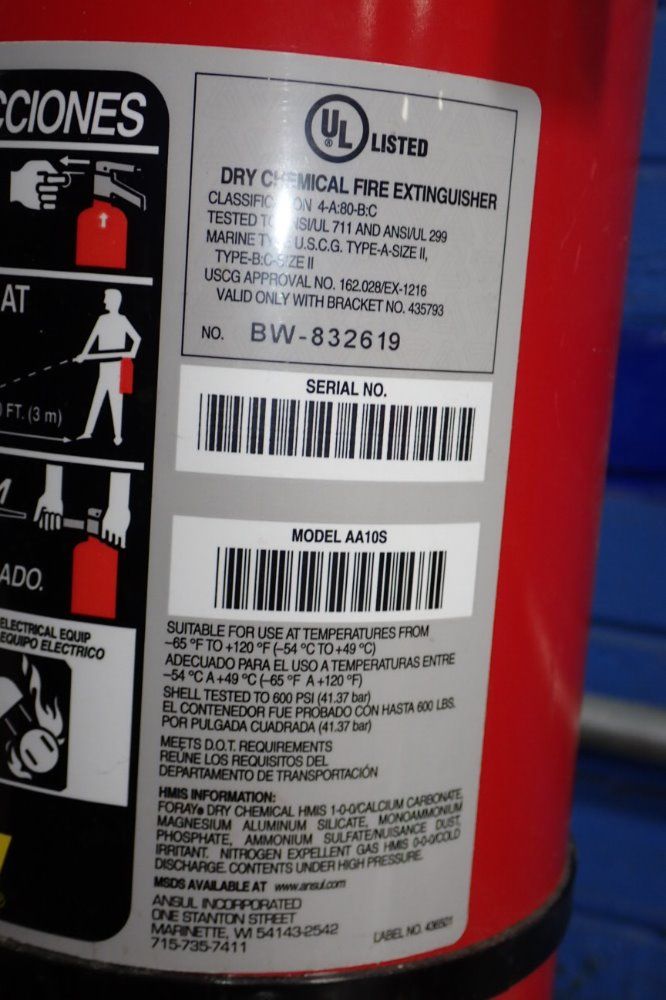 CCIONES
AT
FT. (3 m)
ADO.
ELECTRICAL EQUIP
EQUIPO ELECTRICO
UL
®
LISTED
DRY CHEMICAL FIRE EXTINGUISHER
CLASSIFICATION 4-A:80-B:C
TESTED TO ANSI/UL 711 AND ANSI/UL 299
MARINE TYPE U.S.C.G. TYPE-A-SIZE II,
TYPE-B:C-SIZE II
USCG APPROVAL NO. 162.028/EX-1216
VALID ONLY WITH BRACKET NO. 435793
NO. BW-832619
SERIAL NO.
MODEL AA10S
SUITABLE FOR USE AT TEMPERATURES FROM
–65 °F TO +120 °F (–54 °C TO +49 °C)
ADECUADO PARA EL USO A TEMPERATURAS ENTRE
–54 °C A +49 °C (–65 °F A +120 °F)
SHELL TESTED TO 600 PSI (41.37 bar)
EL CONTENEDOR FUE PROBADO CON HASTA 600 LBS.
POR PULGADA CUADRADA (41.37 bar)
MEETS D.O.T. REQUIREMENTS
REÚNE LOS REQUISITOS DEL
DEPARTAMENTO DE TRANSPORTACIÓN
HMIS INFORMATION:
FORAY® DRY CHEMICAL HMIS 1-0-0/CALCIUM CARBONATE,
MAGNESIUM ALUMINUM SILICATE, MONOAMMONIUM
PHOSPHATE, AMMONIUM SULFATE/NUISANCE DUST
IRRITANT. NITROGEN EXPELLENT GAS HMIS 0-0-0/COLD
DISCHARGE. CONTENTS UNDER HIGH PRESSURE.
MSDS AVAILABLE AT www.ansul.com
ANSUL INCORPORATED
ONE STANTON STREET
MARINETTE, WI 54143-2542
715-735-7411
LABEL NO.